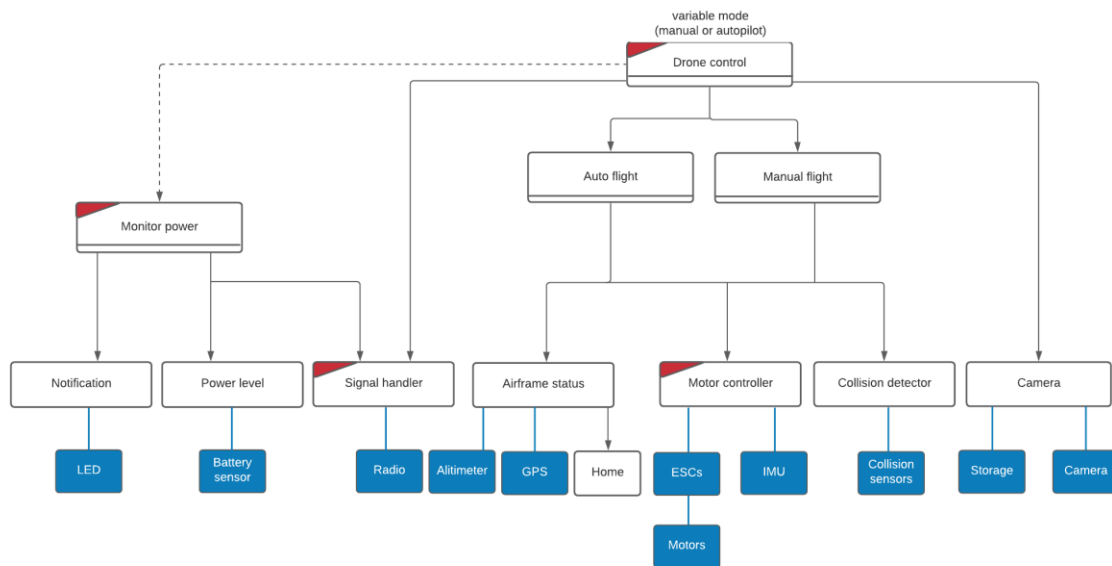 variable mode
(manual or autopilot)
Drone control
Auto flight
Manual flight
Monitor power
Notification
Power level
Signal handler
Airframe status
Motor controller
Collision detector
Camera
LED
Battery
sensor
Radio
Alitimeter
GPS
Home
ESCs
IMU
Collision
sensors
Storage
Camera
Motors